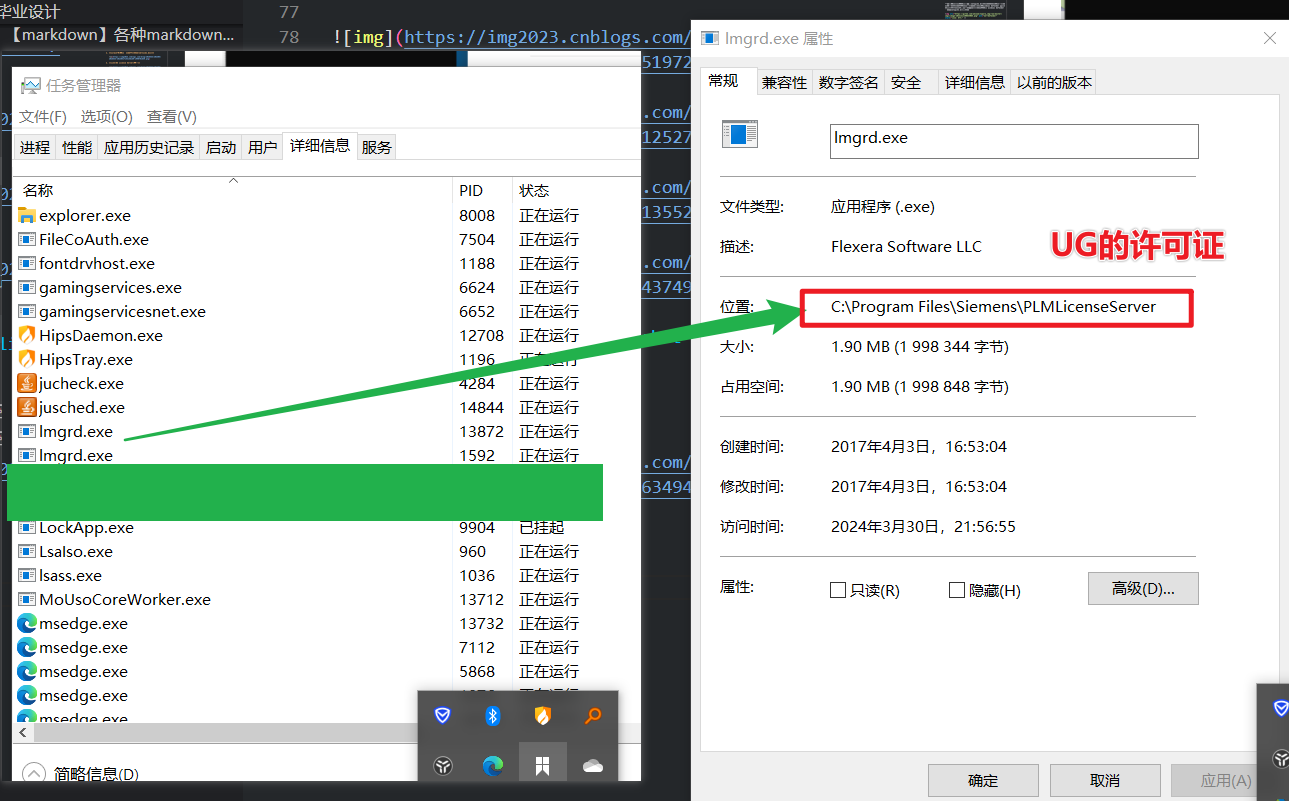 毕业设计
【markdown】各种markdown...
77
78
![img](https://img2023.cnblogs.com/
51972
.com/
12527
.com/
13552
.com/
43749
.com/
63494
任务管理器
文件(F) 选项(O) 查看(V)
进程 性能 应用历史记录 启动 用户 详细信息 服务
名称 PID 状态
explorer.exe 8008 正在运行
FileCoAuth.exe 7504 正在运行
fontdrvhost.exe 1188 正在运行
gamingservices.exe 6624 正在运行
gamingservicesnet.exe 6652 正在运行
HipsDaemon.exe 12708 正在运行
HipsTray.exe 1196 正在运行
jucheck.exe 4284 正在运行
jusched.exe 14844 正在运行
lmgrd.exe 13872 正在运行
lmgrd.exe 1592 正在运行
LockApp.exe 9904 已挂起
LsaIso.exe 960 正在运行
lsass.exe 1036 正在运行
MoUsoCoreWorker.exe 13712 正在运行
msedge.exe 13732 正在运行
msedge.exe 7112 正在运行
msedge.exe 5868 正在运行
msedge.exe
msedge.exe
简略信息(D)
lmgrd.exe 属性
常规 兼容性 数字签名 安全 详细信息 以前的版本
lmgrd.exe
文件类型: 应用程序 (.exe)
描述: Flexera Software LLC
UG的许可证
位置: C:\Program Files\Siemens\PLMLicenseServer
大小: 1.90 MB (1 998 344 字节)
占用空间: 1.90 MB (1 998 848 字节)
创建时间: 2017年4月3日，16:53:04
修改时间: 2017年4月3日，16:53:04
访问时间: 2024年3月30日，21:56:55
属性: 只读(R) 隐藏(H) 高级(D)...
确定 取消 应用(A)